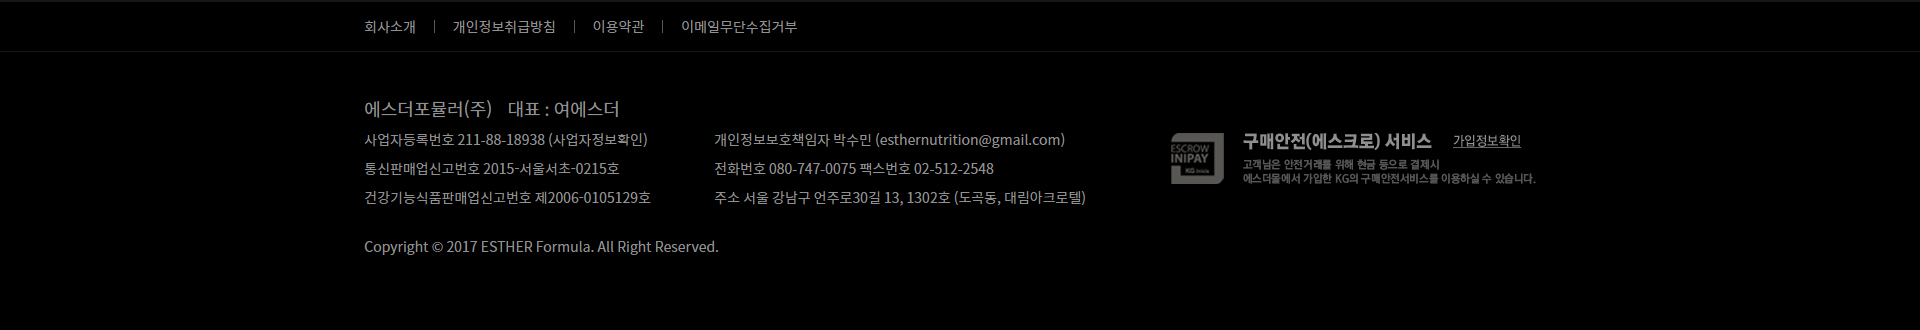 회사소개 | 개인정보취급방침 | 이용약관 | 이메일무단수집거부
에스더포뮬러(주) 대표 : 여에스더
사업자등록번호 211-88-18938 (사업자정보확인)
통신판매업신고번호 2015-서울서초-0215호
건강기능식품판매업신고번호 제2006-0105129호
개인정보보호책임자 박수민 (esthernutrition@gmail.com)
전화번호 080-747-0075 팩스번호 02-512-2548
주소 서울 강남구 언주로30길 13, 1302호 (도곡동, 대림아크로텔)
ESCROW
INIPAY
KG Inicis
구매안전(에스크로) 서비스 가입정보확인
고객님은 안전거래를 위해 현금 등으로 결제시
에스더몰에서 가입한 KG의 구매안전서비스를 이용하실 수 있습니다.
Copyright © 2017 ESTHER Formula. All Right Reserved.